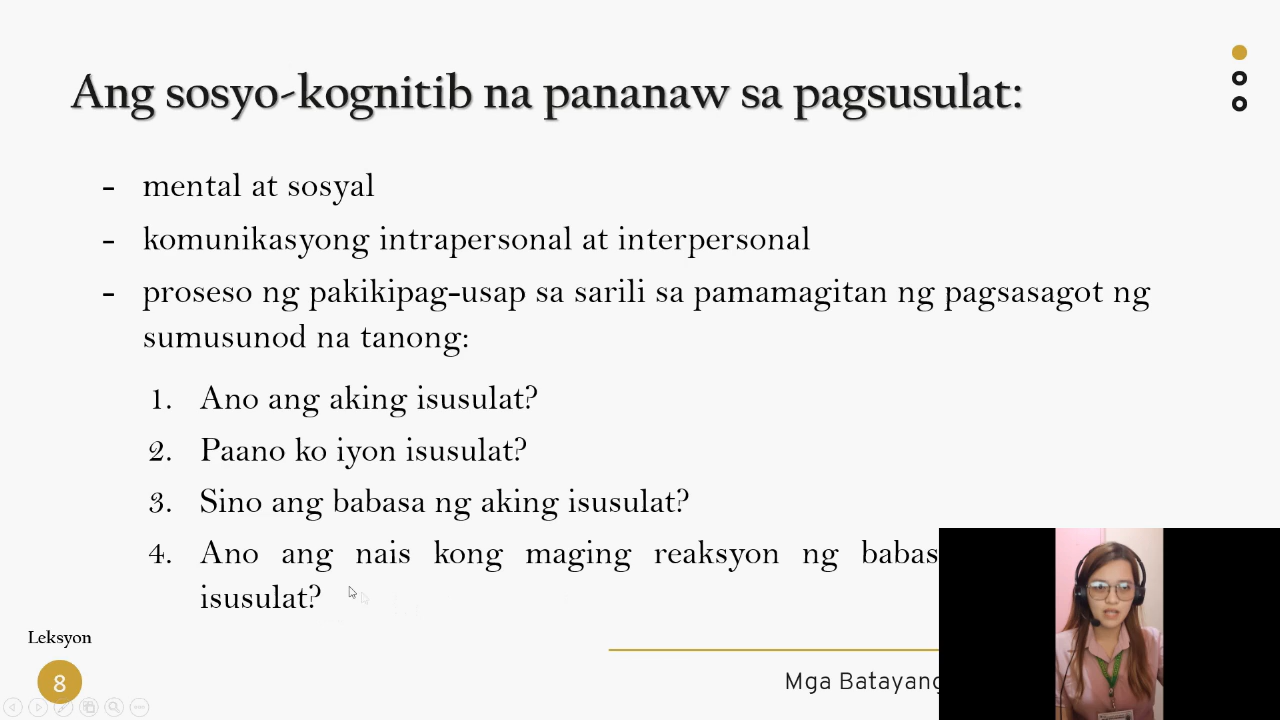 Ang sosyo-kognitib na pananaw sa pagsusulat:
- mental at sosyal
- komunikasyong intrapersonal at interpersonal
- proseso ng pakikipag-usap sa sarili sa pamamagitan ng pagsasagot ng
sumusunod na tanong:
1. Ano ang aking isusulat?
2. Paano ko iyon isusulat?
3. Sino ang babasa ng aking isusulat?
4. Ano ang nais kong maging reaksyon ng babas
isusulat?
Leksyon
8
Mga Batayang